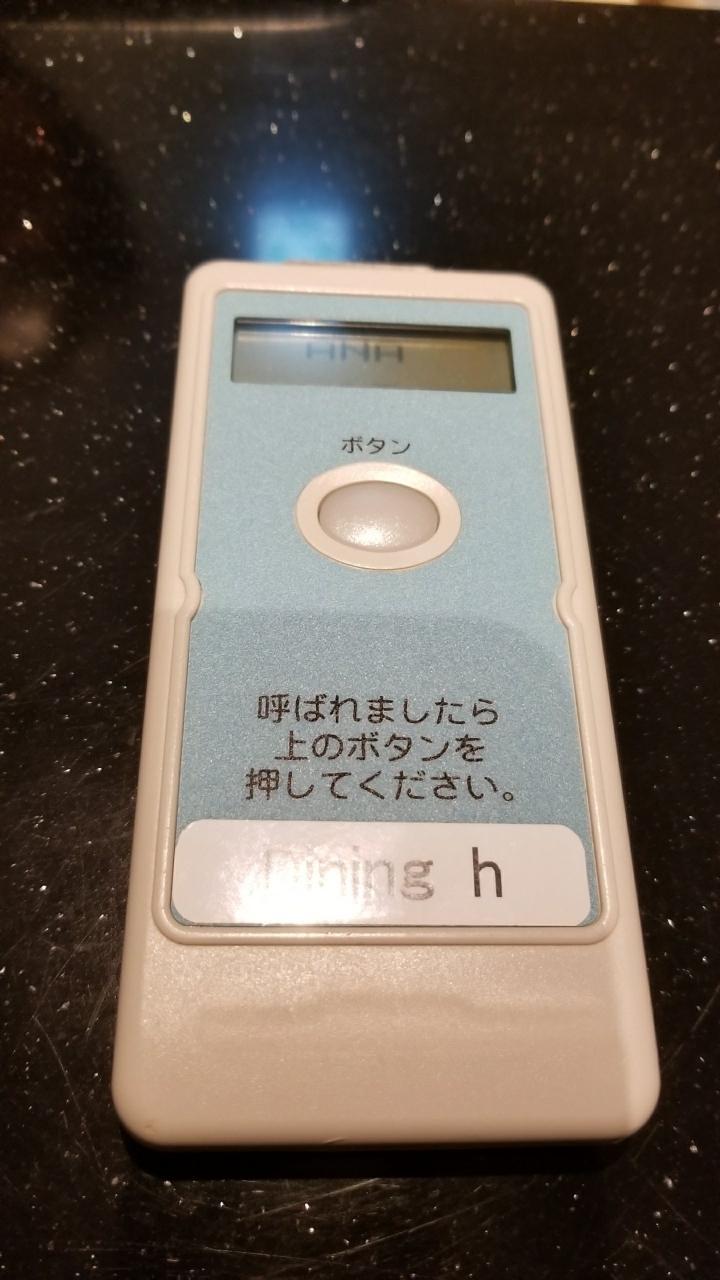 ボタン
呼ばれましたら
上のボタンを
押してください。
Dining h